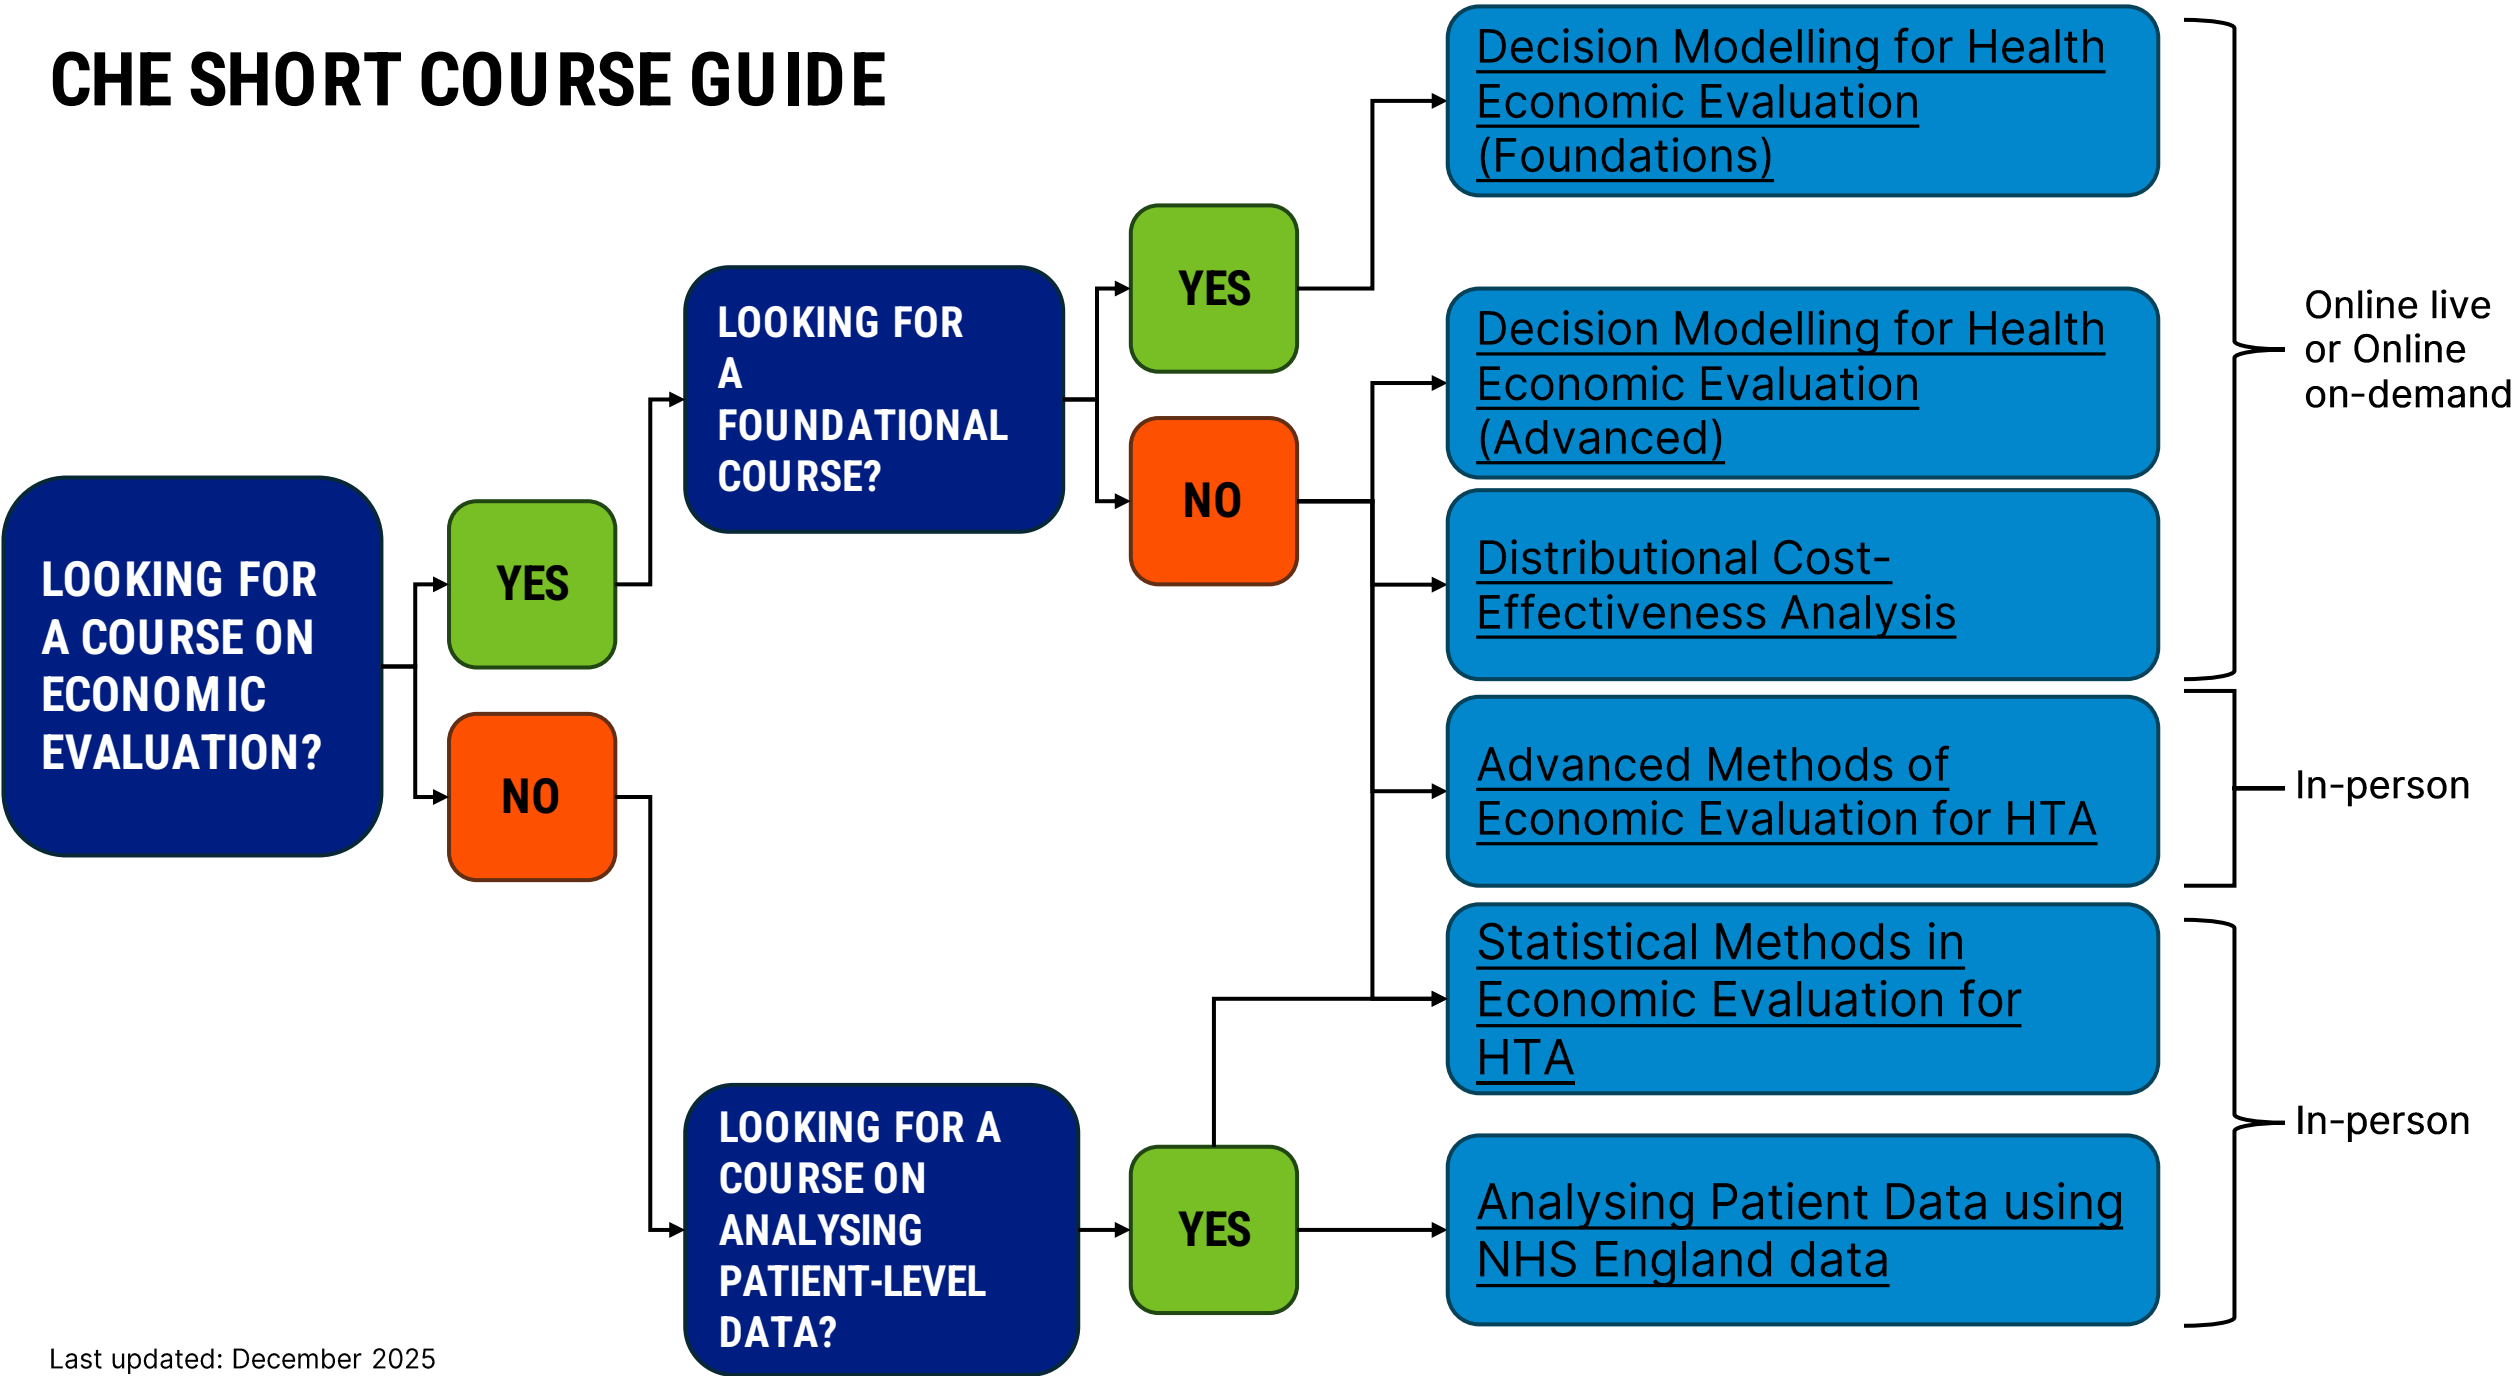 CHE SHORT COURSE GUIDE
LOOKING FOR
A COURSE ON
ECONOMIC
EVALUATION?
YES
NO
LOOKING FOR
A
FOUNDATIONAL
COURSE?
YES
NO
LOOKING FOR A
COURSE ON
ANALYSING
PATIENT-LEVEL
DATA?
YES
Decision Modelling for Health
Economic Evaluation
(Foundations)
Decision Modelling for Health
Economic Evaluation
(Advanced)
Distributional Cost-
Effectiveness Analysis
Advanced Methods of
Economic Evaluation for HTA
Statistical Methods in
Economic Evaluation for
HTA
Analysing Patient Data using
NHS England data
Online live
or Online
on-demand
In-person
In-person
Last updated: December 2025